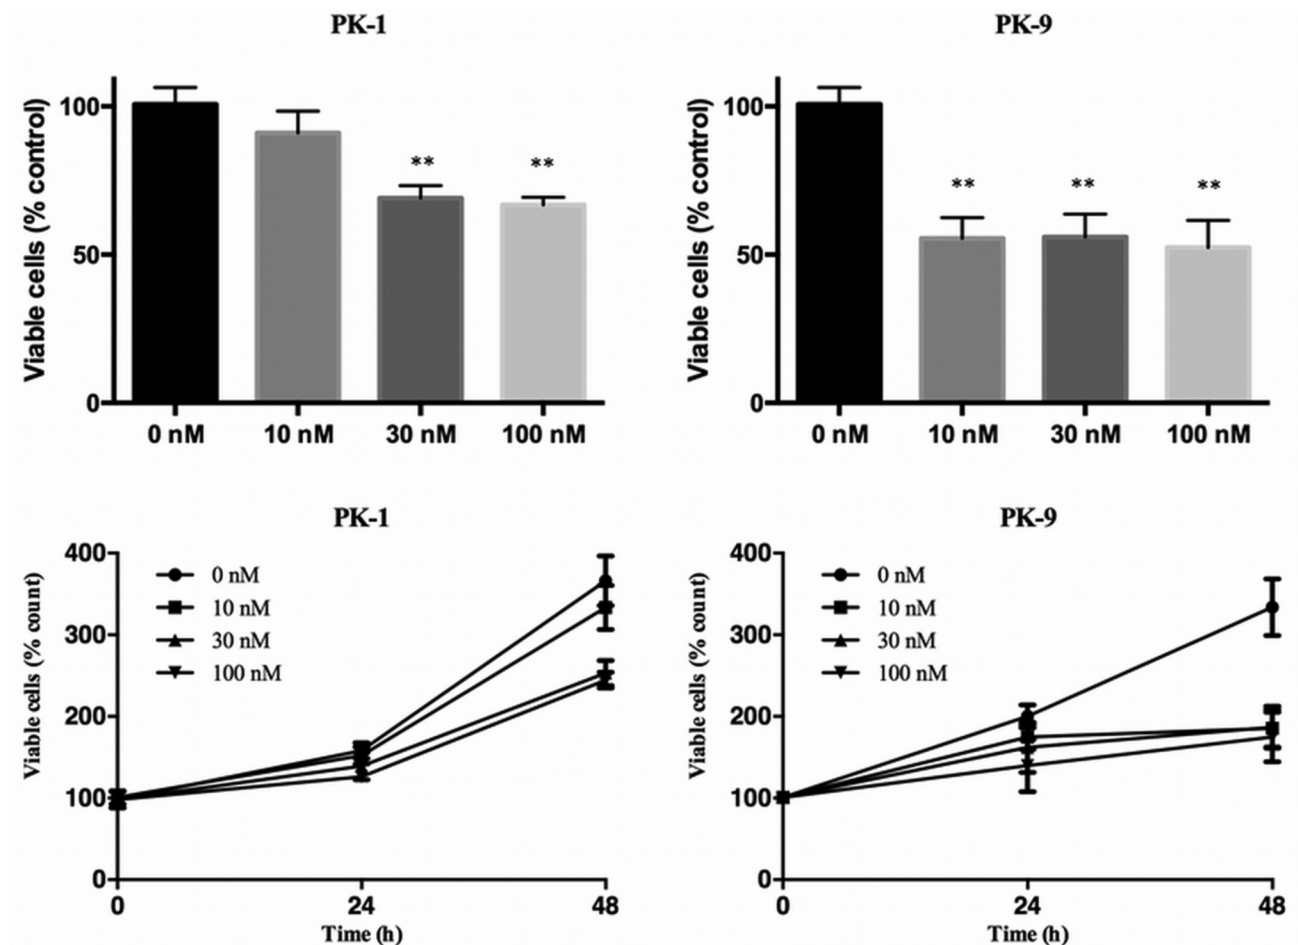 PK-1
Viable cells (% control)
100
50
0
**
**
0 nM
10 nM
30 nM
100 nM
PK-9
Viable cells (% control)
100
50
0
**
**
**
0 nM
10 nM
30 nM
100 nM
PK-1
Viable cells (% count)
400
300
200
100
0
0 nM
10 nM
30 nM
100 nM
0
24
48
Time (h)
PK-9
Viable cells (% count)
400
300
200
100
0
0 nM
10 nM
30 nM
100 nM
0
24
48
Time (h)